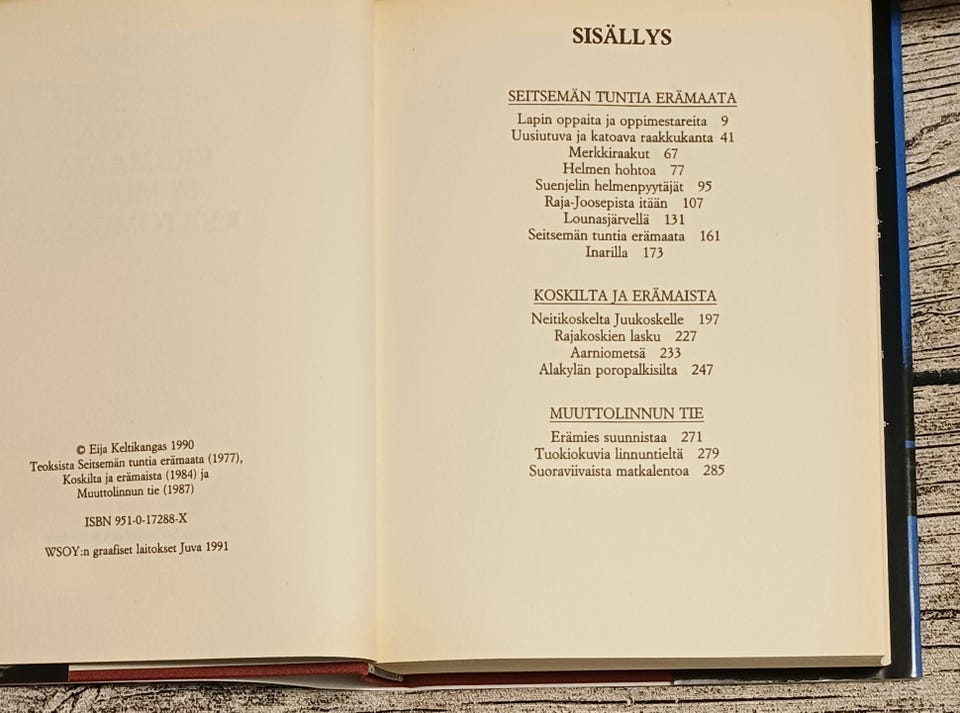 © Eija Keltikangas 1990
Teoksista Seitsemän tuntia erämaata (1977),
Koskilta ja erämaista (1984) ja
Muuttolinnun tie (1987)
ISBN 951-0-17288-X
WSOY:n graafiset laitokset Juva 1991
SISÄLLYS
SEITSEMÄN TUNTIA ERÄMAATA
Lapin oppaita ja oppimestareita 9
Uusiutuva ja katoava raakkukanta 41
Merkkiraakut 67
Helmen hohtoa 77
Suenjelin helmenpyytäjät 95
Raja-Joosepista itään 107
Lounasjärvellä 131
Seitsemän tuntia erämaata 161
Inarilla 173
KOSKILTA JA ERÄMAISTA
Neitikoskelta Juukoskelle 197
Rajakoskien lasku 227
Aarniometsä 233
Alakylän poropalkisilta 247
MUUTTOLINNUN TIE
Erämies suunnistaa 271
Tuokiokuvia linnuntieltä 279
Suoraviivaista matkalentoa 285